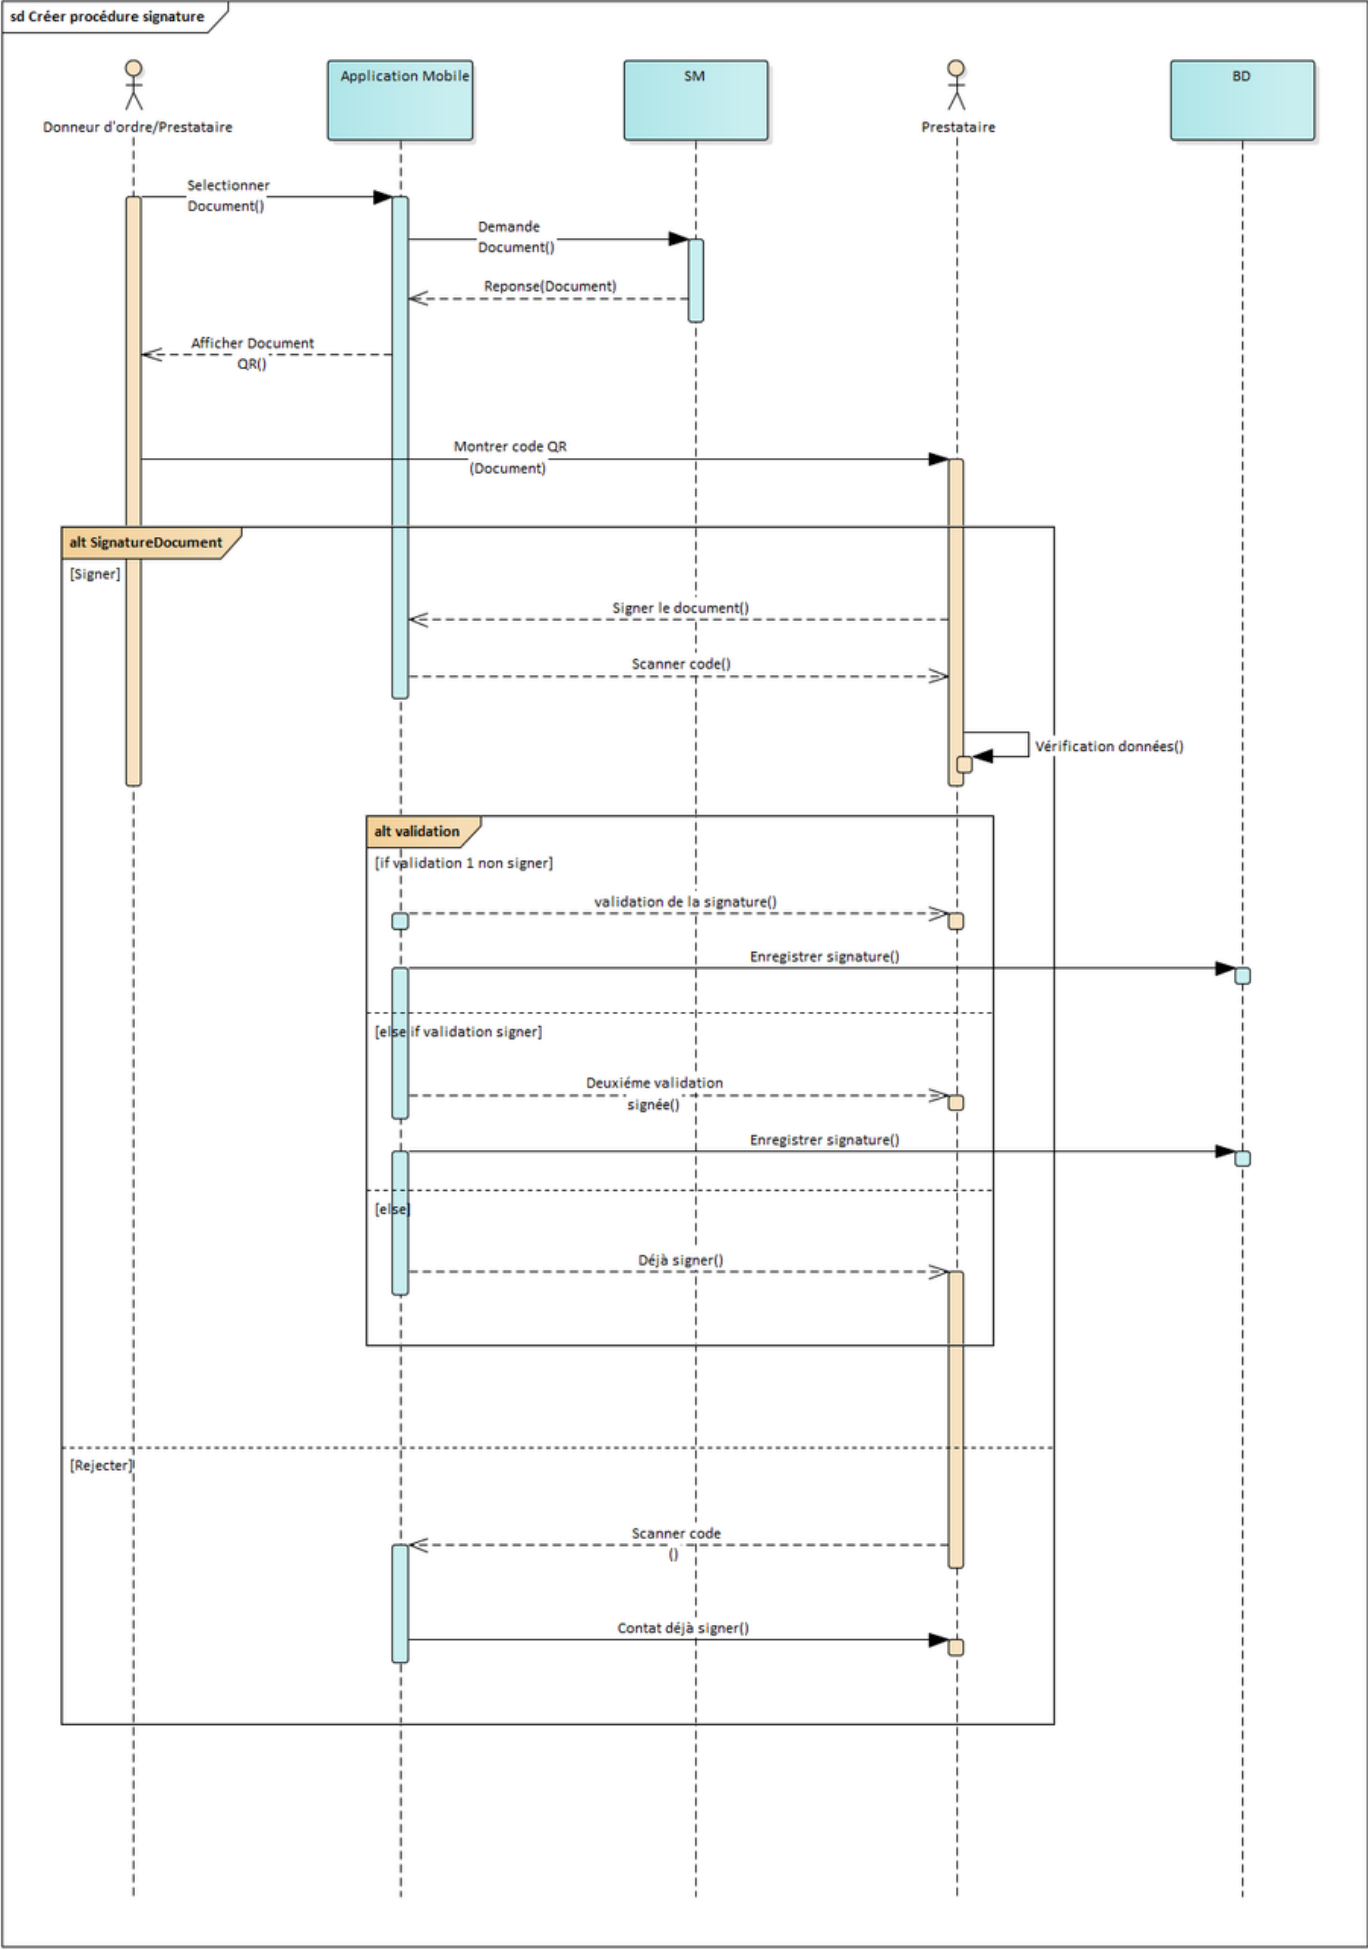 sd Créer procédure signature
Donneur d'ordre/Prestataire
Application Mobile
SM
Prestataire
BD
Selectionner
Document()
Demande
Document()
Reponse(Document)
Afficher Document
QR()
Montrer code QR
(Document)
alt SignatureDocument
[Signer]
Signer le document()
Scanner code()
Vérification données()
alt validation
[if validation 1 non signer]
validation de la signature()
Enregistrer signature()
[else if validation signer]
Deuxiéme validation
signée()
Enregistrer signature()
[else]
Déjà signer()
[Rejecter]
Scanner code
()
Contat déjà signer()